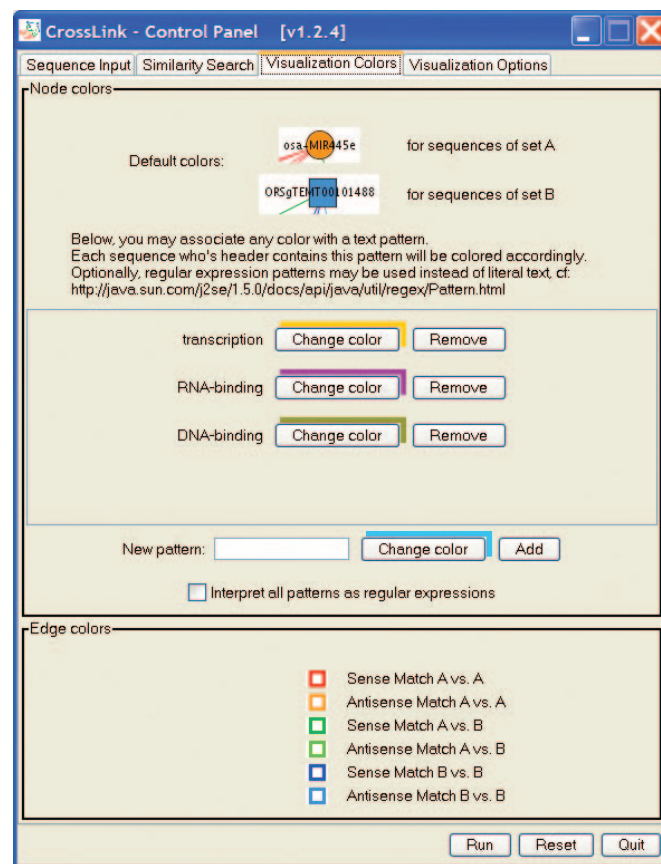 CrossLink - Control Panel [v1.2.4]
Sequence Input Similarity Search Visualization Colors Visualization Options
Node colors
Default colors:
osa-MIR445e for sequences of set A
ORSgTEMT00101488 for sequences of set B
Below, you may associate any color with a text pattern.
Each sequence who's header contains this pattern will be colored accordingly.
Optionally, regular expression patterns may be used instead of literal text, cf:
http://java.sun.com/j2se/1.5.0/docs/api/java/util/regex/Pattern.html
transcription Change color Remove
RNA-binding Change color Remove
DNA-binding Change color Remove
New pattern: Change color Add
Interpret all patterns as regular expressions
Edge colors
Sense Match A vs. A
Antisense Match A vs. A
Sense Match A vs. B
Antisense Match A vs. B
Sense Match B vs. B
Antisense Match B vs. B
Run Reset Quit